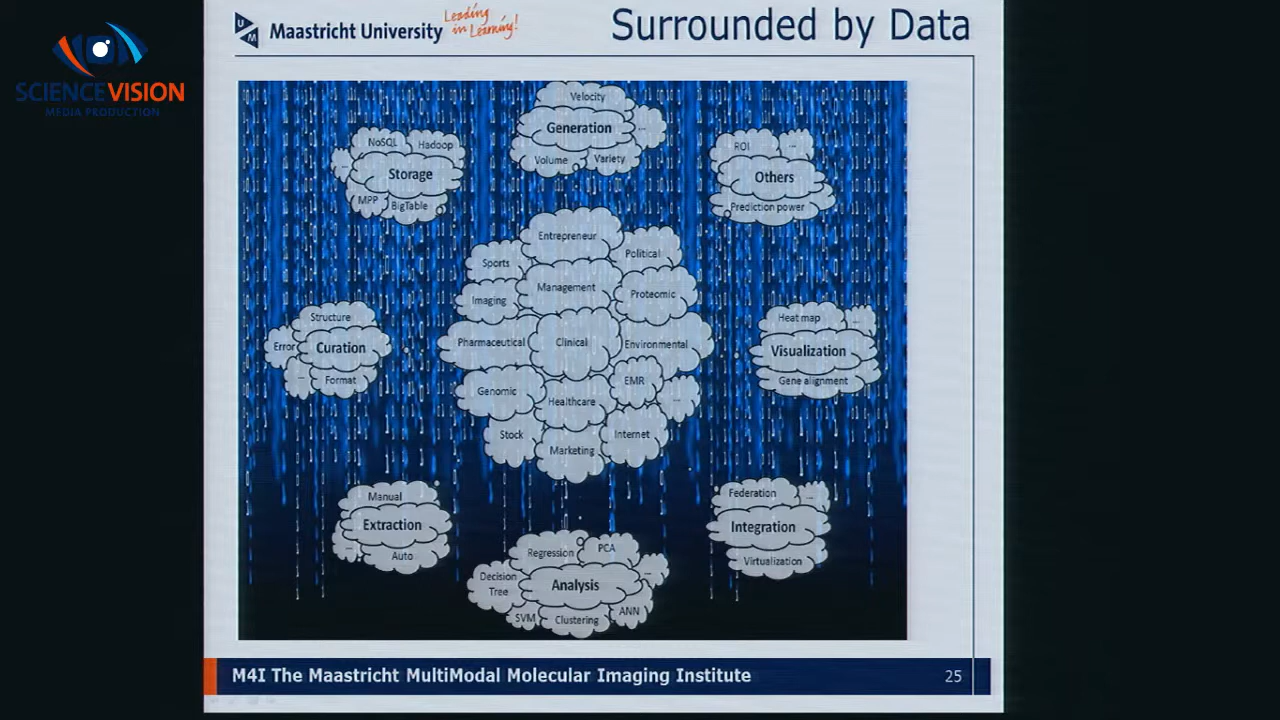 SCIENCEVISION
MEDIA PRODUCTION
UM
Maastricht University
Leading
in Learning!
Surrounded by Data
Velocity
Generation
...
Volume
Variety
NoSQL
Hadoop
...
Storage
MPP
BigTable
ROI
...
Others
Prediction power
Entrepreneur
Political
Sports
Management
Proteomic
Imaging
Pharmaceutical
Clinical
Environmental
EMR
Genomic
Healthcare
...
Stock
Internet
Marketing
Structure
Error
Curation
...
Format
Heat map
...
Visualization
Gene alignment
Manual
Extraction
...
Auto
Federation
...
Integration
Virtualization
Regression
PCA
...
Decision
Tree
Analysis
SVM
Clustering
ANN
M4I The Maastricht MultiModal Molecular Imaging Institute
25